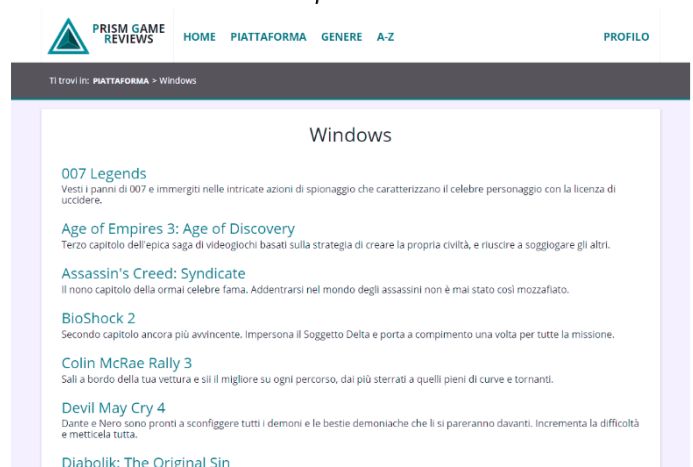 PRISM GAME
REVIEWS
HOME PIATTAFORMA GENERE A-Z
PROFILO
Ti trovi in: PIATTAFORMA > Windows
Windows
007 Legends
Vesti i panni di 007 e immergiti nelle intricate azioni di spionaggio che caratterizzano il celebre personaggio con la licenza di
uccidere.
Age of Empires 3: Age of Discovery
Terzo capitolo dell'epica saga di videogiochi basati sulla strategia di creare la propria civiltà, e riuscire a soggiogare gli altri.
Assassin's Creed: Syndicate
Il nono capitolo della ormai celebre fama. Addentrarsi nel mondo degli assassini non è mai stato così mozzafiato.
BioShock 2
Secondo capitolo ancora più avvincente. Impersona il Soggetto Delta e porta a compimento una volta per tutte la missione.
Colin McRae Rally 3
Sali a bordo della tua vettura e sii il migliore su ogni percorso, dai più sterrati a quelli pieni di curve e tornanti.
Devil May Cry 4
Dante e Nero sono pronti a sconfiggere tutti i demoni e le bestie demoniache che li si pareranno davanti. Incrementa la difficoltà
e metticela tutta.
Diabolik: The Original Sin